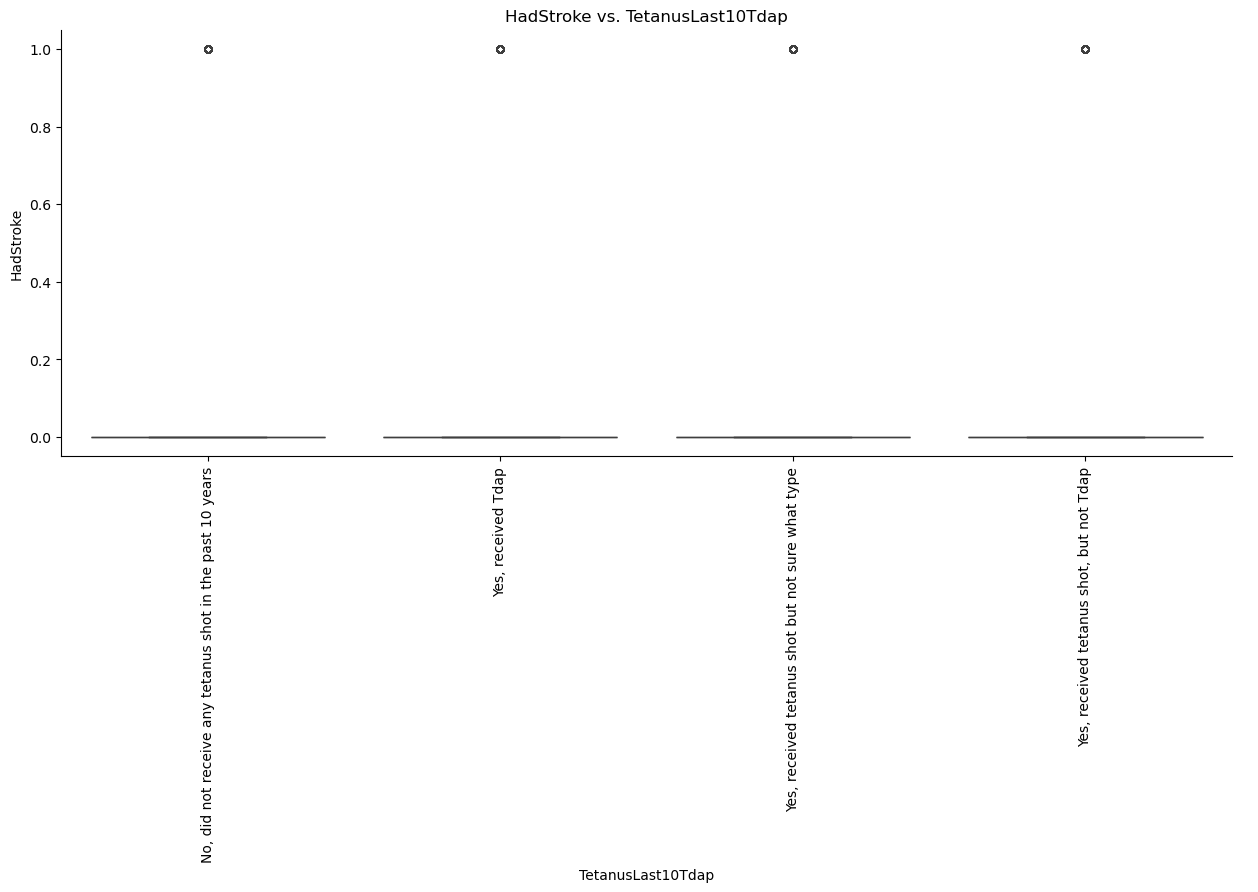 HadStroke vs. TetanusLast10Tdap
HadStroke
1.0
0.8
0.6
0.4
0.2
0.0
No, did not receive any tetanus shot in the past 10 years
Yes, received Tdap
Yes, received tetanus shot but not sure what type
Yes, received tetanus shot, but not Tdap
TetanusLast10Tdap